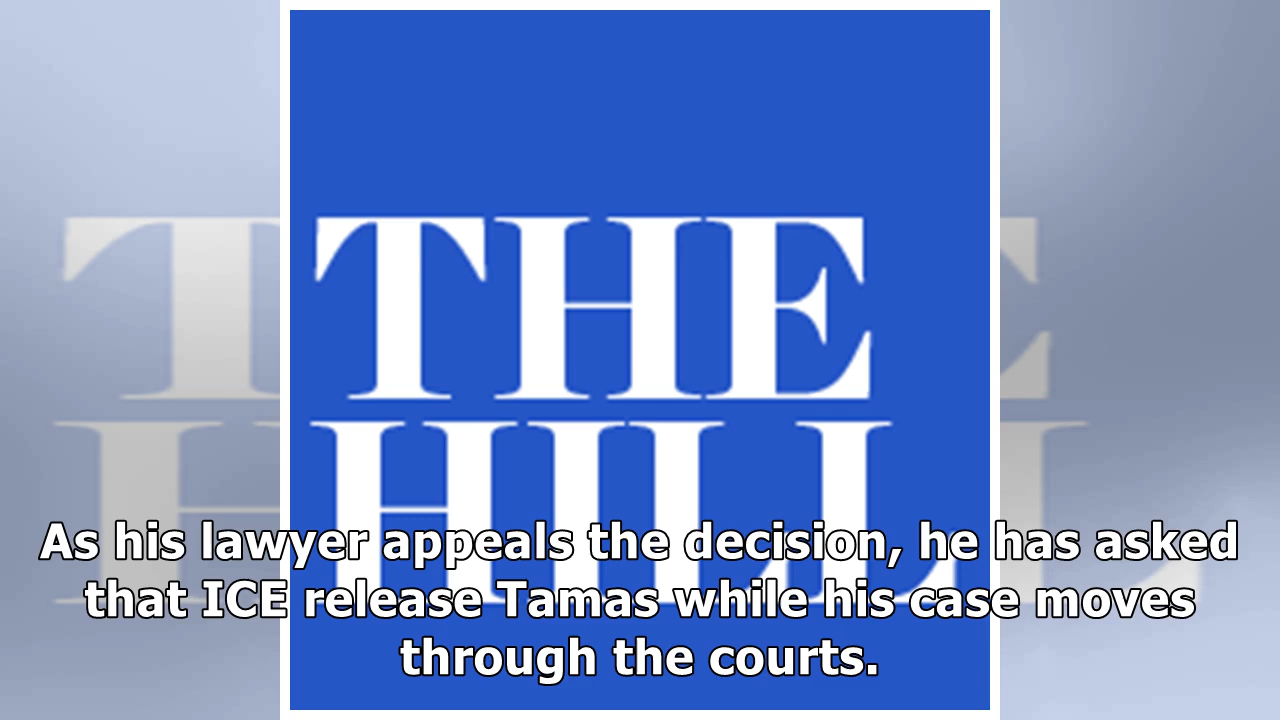 THE
HILL
As his lawyer appeals the decision, he has asked
that ICE release Tamas while his case moves
through the courts.